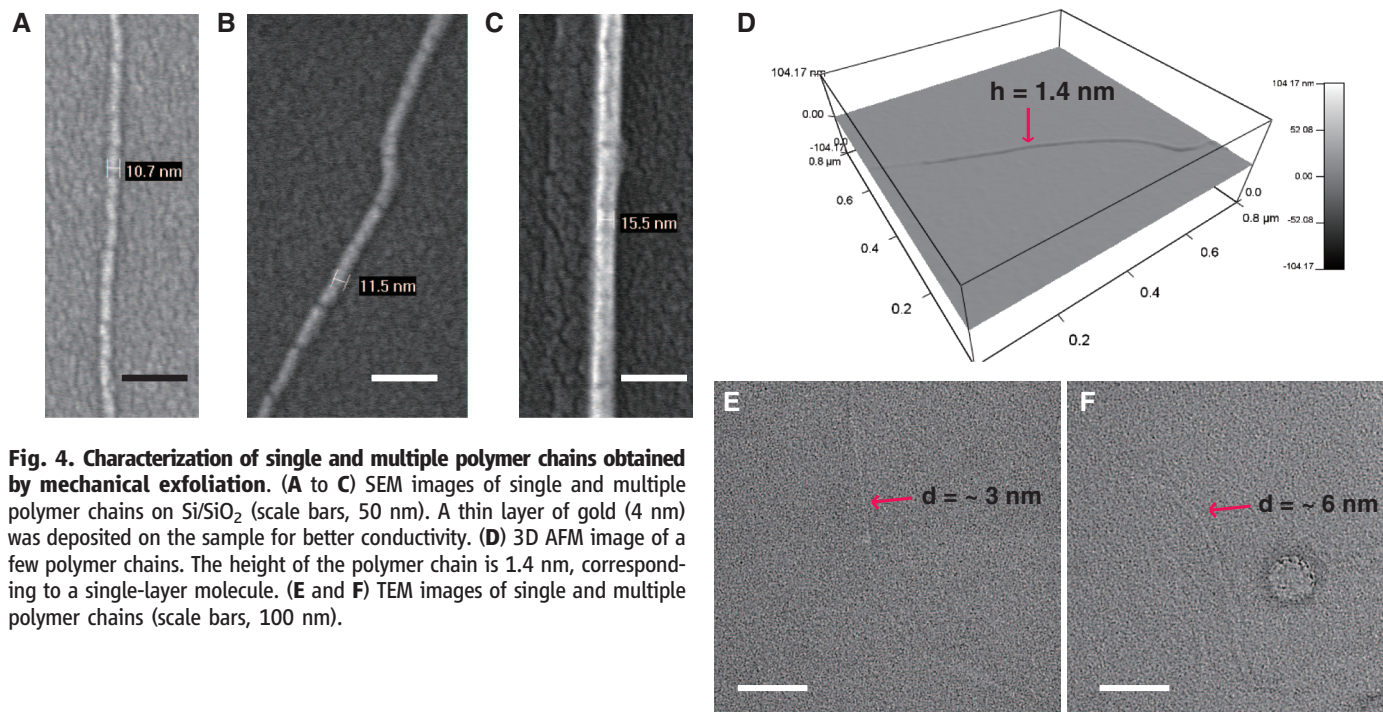 A
B
C
D
10.7 nm
11.5 nm
15.5 nm
104.17 nm
0.00
-104.17
0.0
0.8 µm
0.6
0.4
0.2
0.2
0.4
0.6
0.8 µm
0.0
h = 1.4 nm
104 17 nm
52 08
0.00
-52.08
-104.17
Fig. 4. Characterization of single and multiple polymer chains obtained
by mechanical exfoliation. (A to C) SEM images of single and multiple
polymer chains on Si/SiO₂ (scale bars, 50 nm). A thin layer of gold (4 nm)
was deposited on the sample for better conductivity. (D) 3D AFM image of a
few polymer chains. The height of the polymer chain is 1.4 nm, correspond-
ing to a single-layer molecule. (E and F) TEM images of single and multiple
polymer chains (scale bars, 100 nm).
E
d = ~ 3 nm
F
d = ~ 6 nm